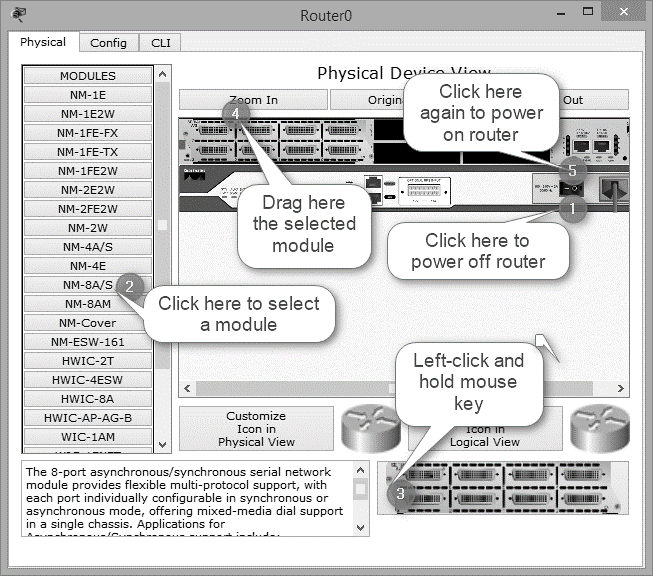 Router0
Physical
Config
CLI
MODULES
NM-1E
NM-1E2W
NM-1FE-FX
NM-1FE-TX
NM-1FE2W
NM-2E2W
NM-2FE2W
NM-2W
NM-4A/S
NM-4E
NM-8A/S
NM-8AM
NM-Cover
NM-ESW-161
HWIC-2T
HWIC-4ESW
HWIC-8A
HWIC-AP-AG-B
WIC-1AM
Physical Device View
Zoom In
Origin
Out
Click here
again to power
on router
4
5
OPTIONAL RPS INPUT
Drag here
the selected
module
1
Click here to
power off router
2
Click here to select
a module
Left-click and
hold mouse
key
Customize
Icon in
Physical View
Icon in
Logical View
The 8-port asynchronous/synchronous serial network
module provides flexible multi-protocol support, with
each port individually configurable in synchronous or
asynchronous mode, offering mixed-media dial support
in a single chassis. Applications for
Asynchronous/Synchronous support include:
3